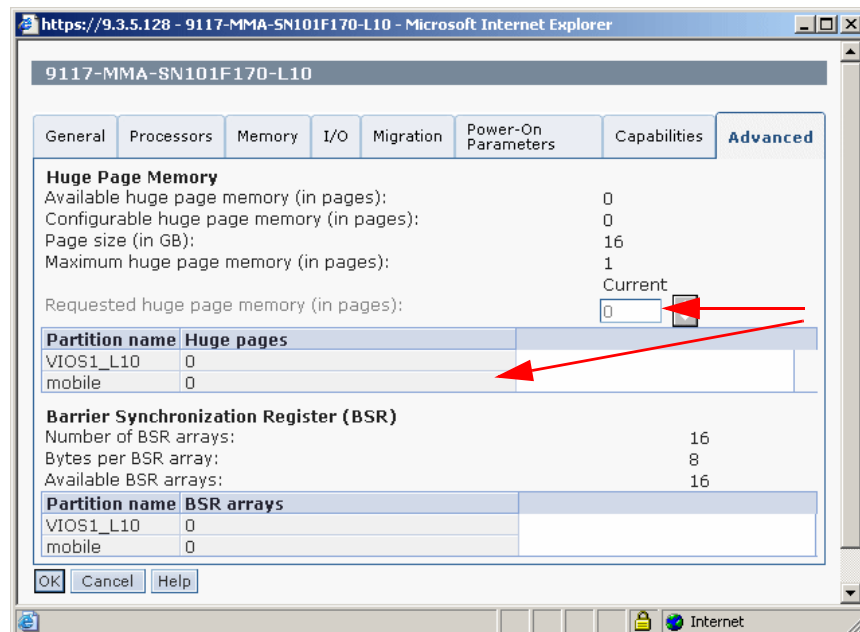 https://9.3.5.128 - 9117-MMA-SN101F170-L10 - Microsoft Internet Explorer
9117-MMA-SN101F170-L10
General Processors Memory I/O Migration Power-On Parameters Capabilities Advanced
Huge Page Memory
Available huge page memory (in pages): 0
Configurable huge page memory (in pages): 0
Page size (in GB): 16
Maximum huge page memory (in pages): 1
Current
Requested huge page memory (in pages): 0
Partition name Huge pages
VIOS1_L10 0
mobile 0
Barrier Synchronization Register (BSR)
Number of BSR arrays: 16
Bytes per BSR array: 8
Available BSR arrays: 16
Partition name BSR arrays
VIOS1_L10 0
mobile 0
OK Cancel Help
Internet